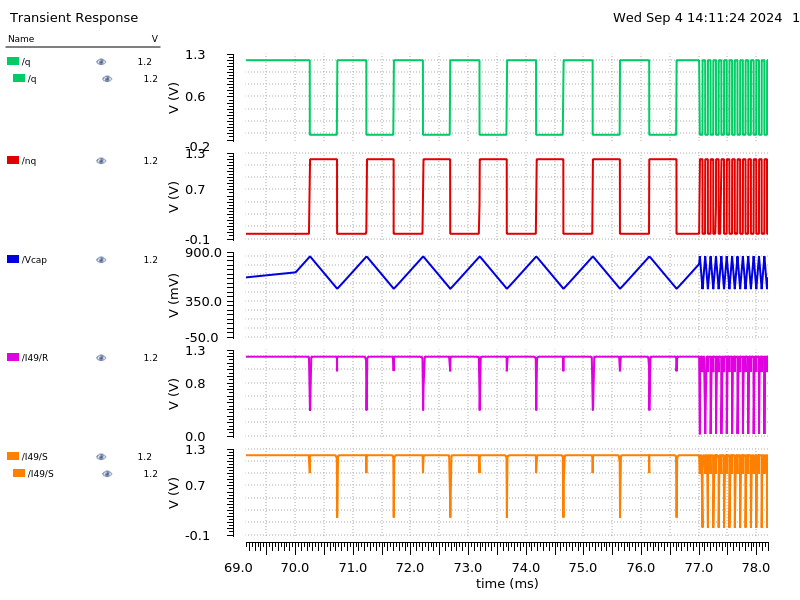 Transient Response
Wed Sep 4 14:11:24 2024 1
Name V
/q 1.2
/q 1.2
1.3
0.6
-0.2
V (V)
/nq 1.2
1.3
0.7
-0.1
V (V)
/Vcap 1.2
900.0
350.0
-50.0
V (mV)
/I49/R 1.2
1.3
0.8
0.0
V (V)
/I49/S 1.2
/I49/S 1.2
1.3
0.7
-0.1
V (V)
69.0 70.0 71.0 72.0 73.0 74.0 75.0 76.0 77.0 78.0
time (ms)